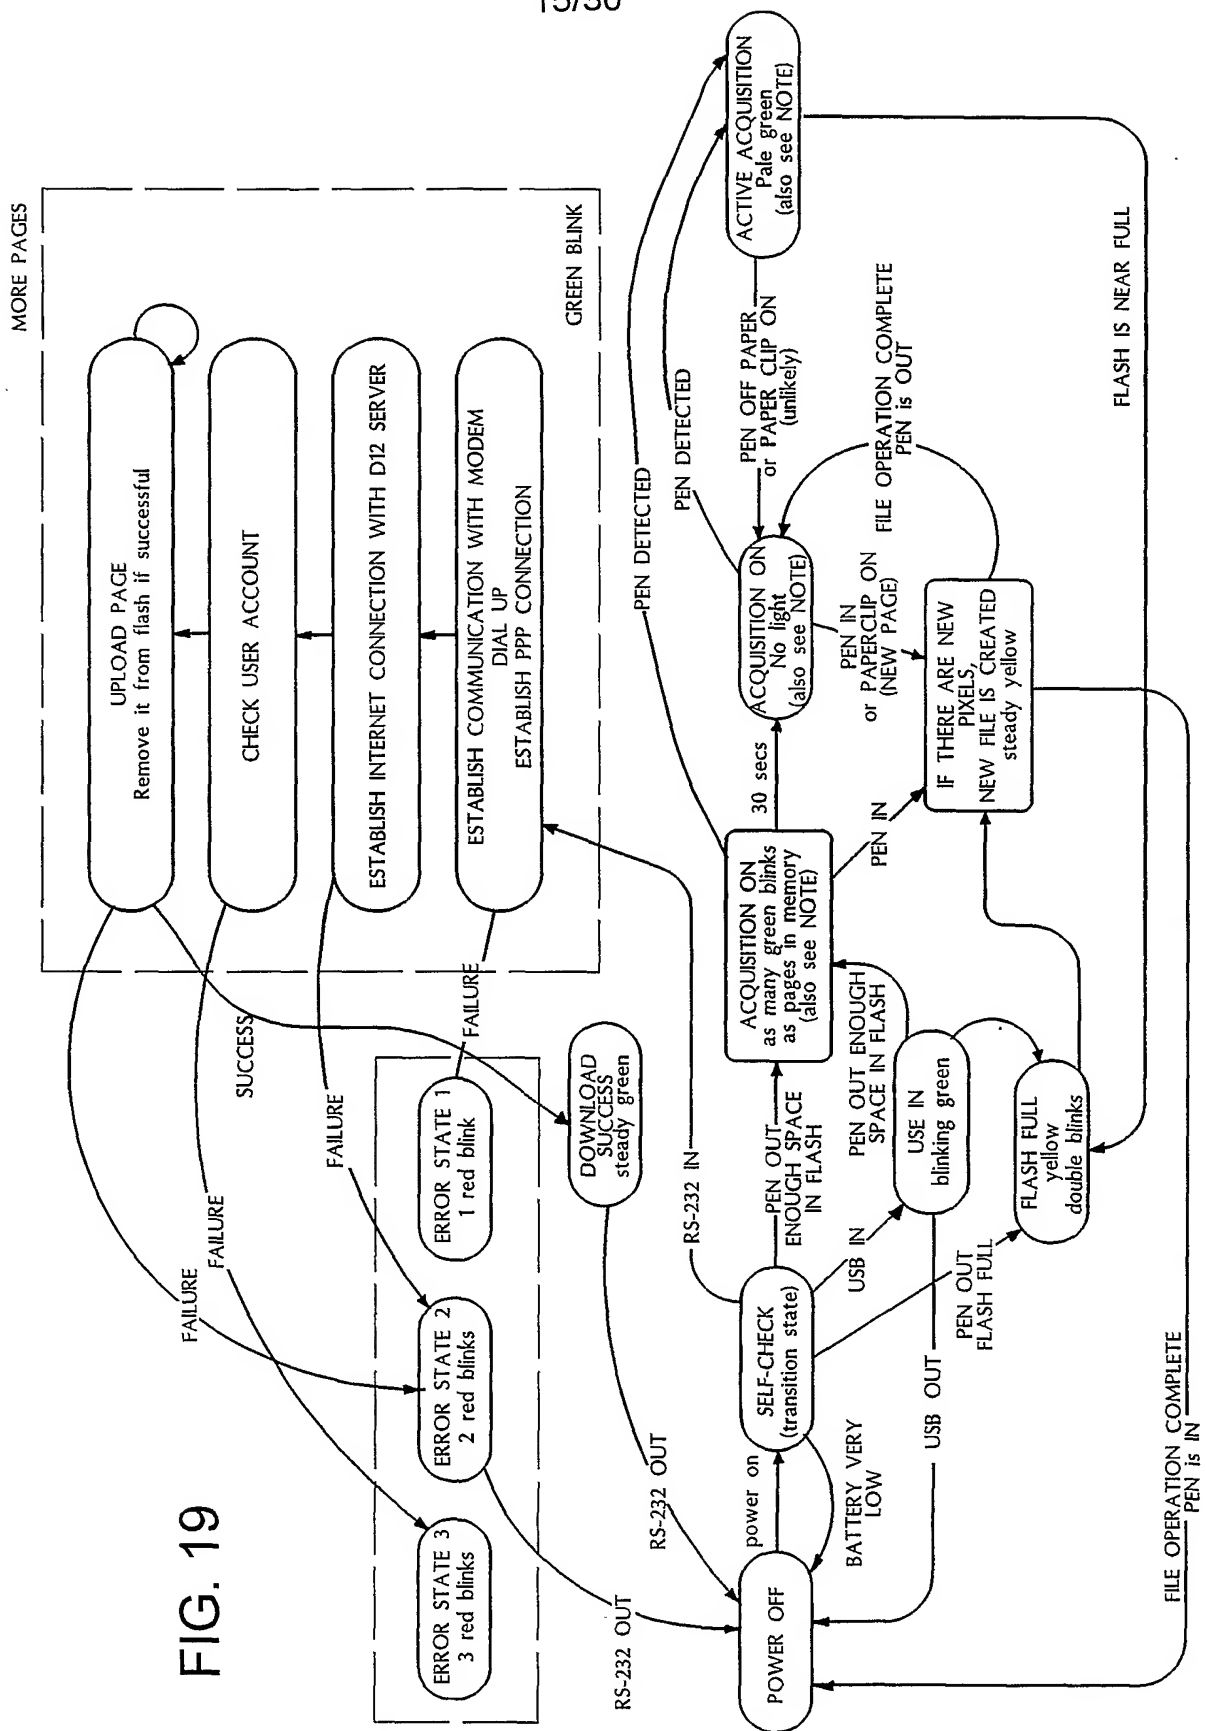 15/30
FIG. 19
MORE PAGES
UPLOAD PAGE
Remove it from flash if successful
CHECK USER ACCOUNT
ESTABLISH INTERNET CONNECTION WITH D12 SERVER
ESTABLISH COMMUNICATION WITH MODEM
DIAL UP
ESTABLISH PPP CONNECTION
GREEN BLINK
FAILURE
FAILURE
SUCCESS
FAILURE
FAILURE
ERROR STATE 3
3 red blinks
ERROR STATE 2
2 red blinks
ERROR STATE 1
1 red blink
DOWNLOAD
SUCCESS
steady green
RS-232 OUT
RS-232 OUT
RS-232 IN
PEN DETECTED
PEN DETECTED
POWER OFF
power on
BATTERY VERY
LOW
SELF-CHECK
(transition state)
PEN OUT
ENOUGH SPACE
IN FLASH
ACQUISITION ON
as many green blinks
as pages in memory
(also see NOTE)
30 secs
ACQUISITION ON
No light
(also see NOTE)
PEN OFF PAPER
or PAPER CLIP ON
(unlikely)
ACTIVE ACQUISITION
Pale green
(also see NOTE)
USB IN
USB OUT
PEN OUT ENOUGH
SPACE IN FLASH
USE IN
blinking green
PEN OUT
FLASH FULL
FLASH FULL
yellow
double blinks
PEN IN
PEN IN
or PAPERCLIP ON
(NEW PAGE)
IF THERE ARE NEW
PIXELS,
NEW FILE IS CREATED
steady yellow
FILE OPERATION COMPLETE
PEN is OUT
FLASH IS NEAR FULL
FILE OPERATION COMPLETE
PEN is IN